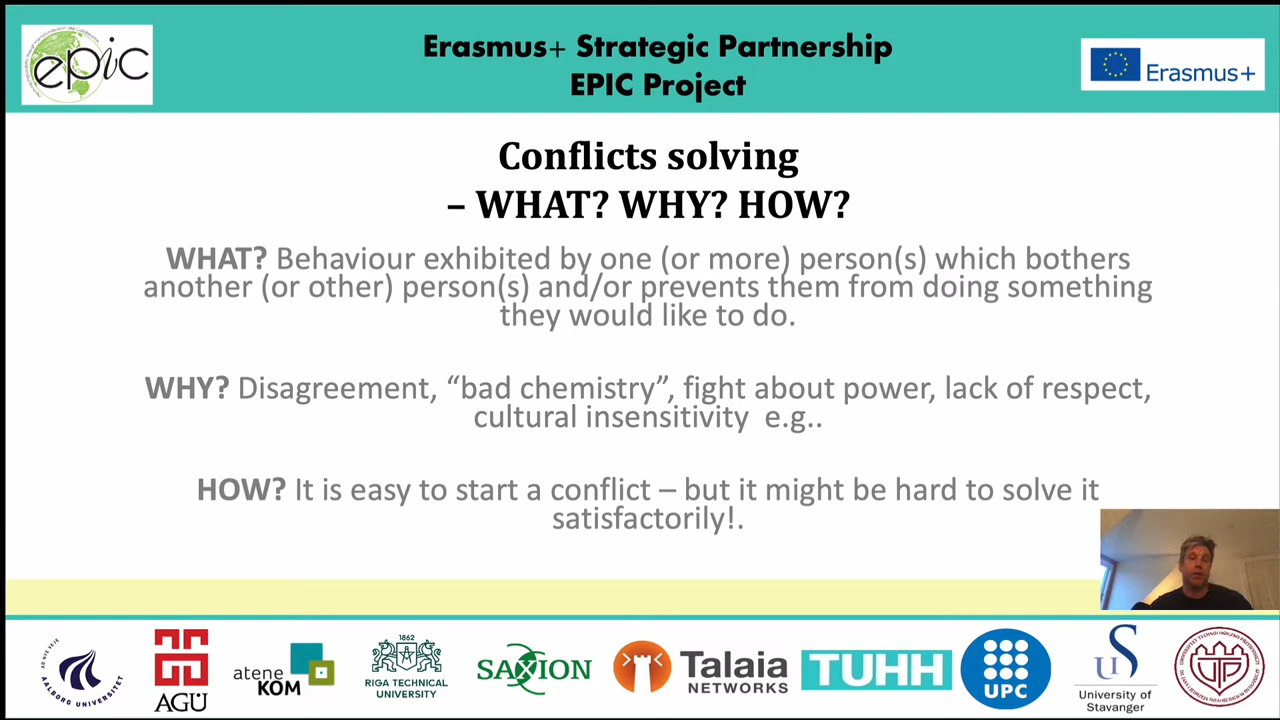 epic
Erasmus+ Strategic Partnership
EPIC Project
Erasmus+
Conflicts solving
– WHAT? WHY? HOW?
WHAT? Behaviour exhibited by one (or more) person(s) which bothers
another (or other) person(s) and/or prevents them from doing something
they would like to do.
WHY? Disagreement, “bad chemistry”, fight about power, lack of respect,
cultural insensitivity e.g..
HOW? It is easy to start a conflict – but it might be hard to solve it
satisfactorily!.
AALBORG UNIVERSITET
AGÜ
atene
KOM
1862
RIGA TECHNICAL
UNIVERSITY
SAXION
Talaia
NETWORKS
TUHH
UPC
uS
University of
Stavanger